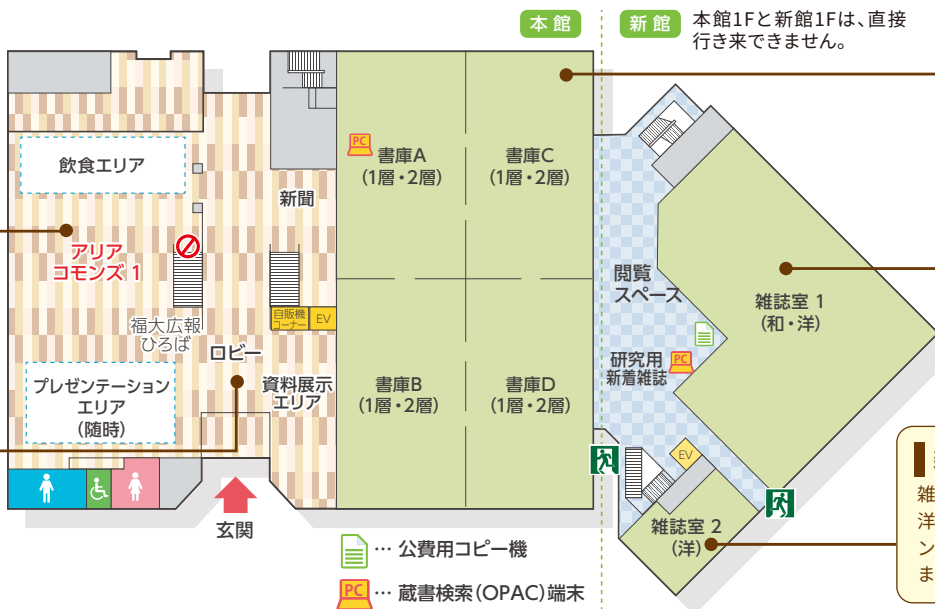 本館
新館
本館1Fと新館1Fは、直接
行き来できません。
飲食エリア
アリア
コモンズ 1
新聞
PC
書庫A
(1層・2層)
書庫C
(1層・2層)
閲覧
スペース
雑誌室 1
(和・洋)
自販機
コーナー
EV
福大広報
ひろば
ロビー
プレゼンテーション
エリア
(随時)
資料展示
エリア
書庫B
(1層・2層)
書庫D
(1層・2層)
研究用
新着雑誌
PC
EV
雑誌室 2
(洋)
玄関
… 公費用コピー機
PC
… 蔵書検索(OPAC)端末
雑
洋
ン
ま